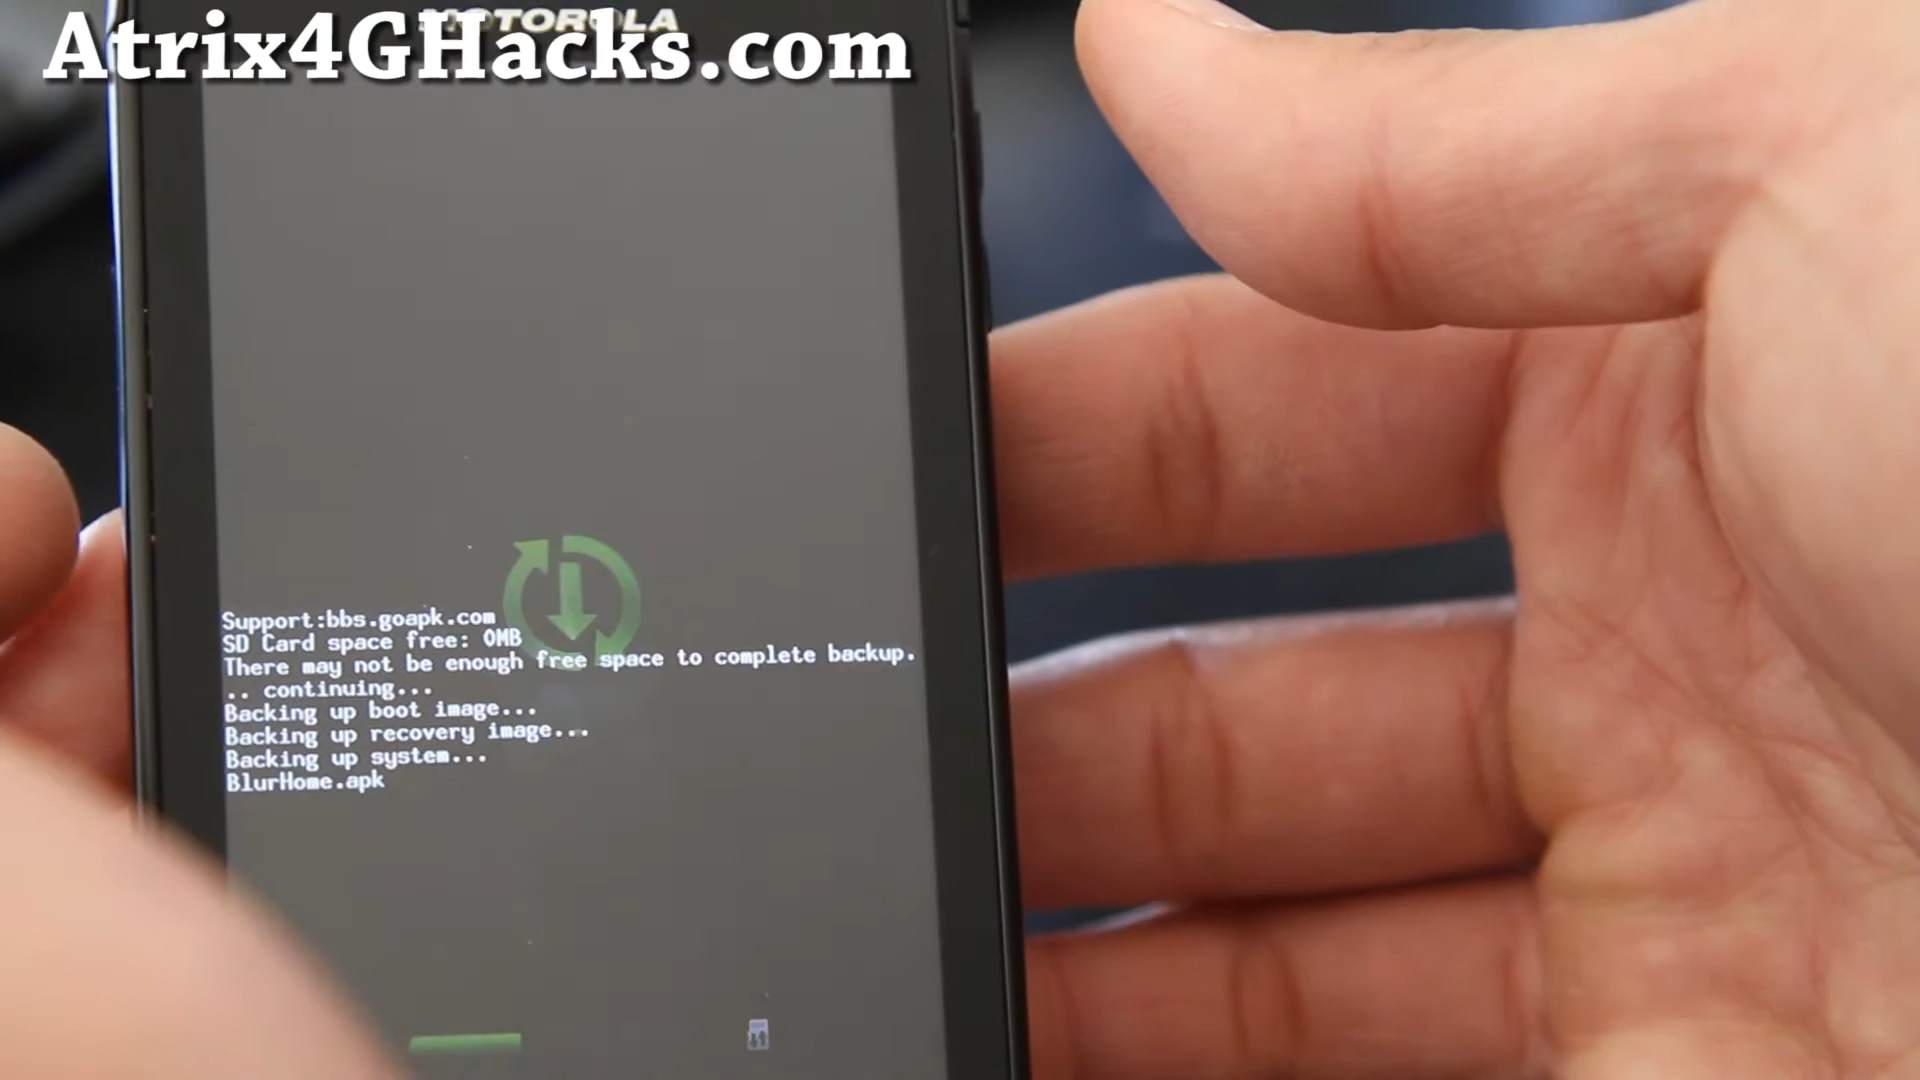 Atrix4GHacks.com
MOTOROLA
Support:bbs.goapk.com
SD Card space free: 0MB
There may not be enough free space to complete backup.
.. continuing...
Backing up boot image...
Backing up recovery image...
Backing up system...
BlurHome.apk